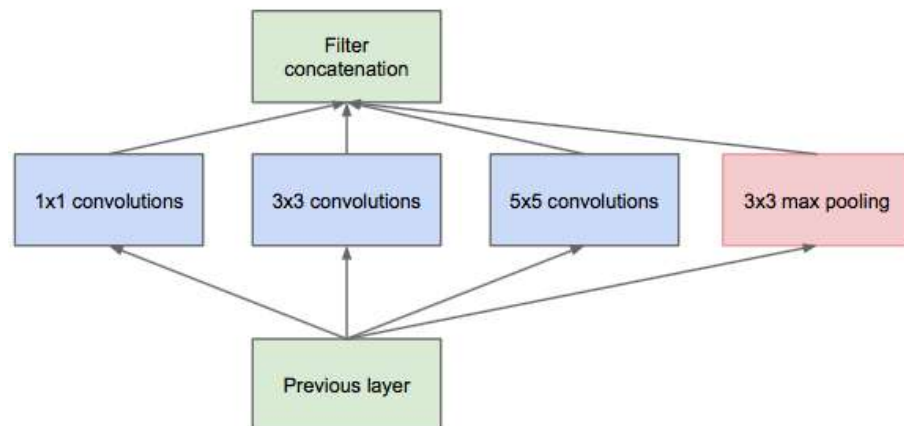 Filter
concatenation
1x1 convolutions
3x3 convolutions
5x5 convolutions
3x3 max pooling
Previous layer